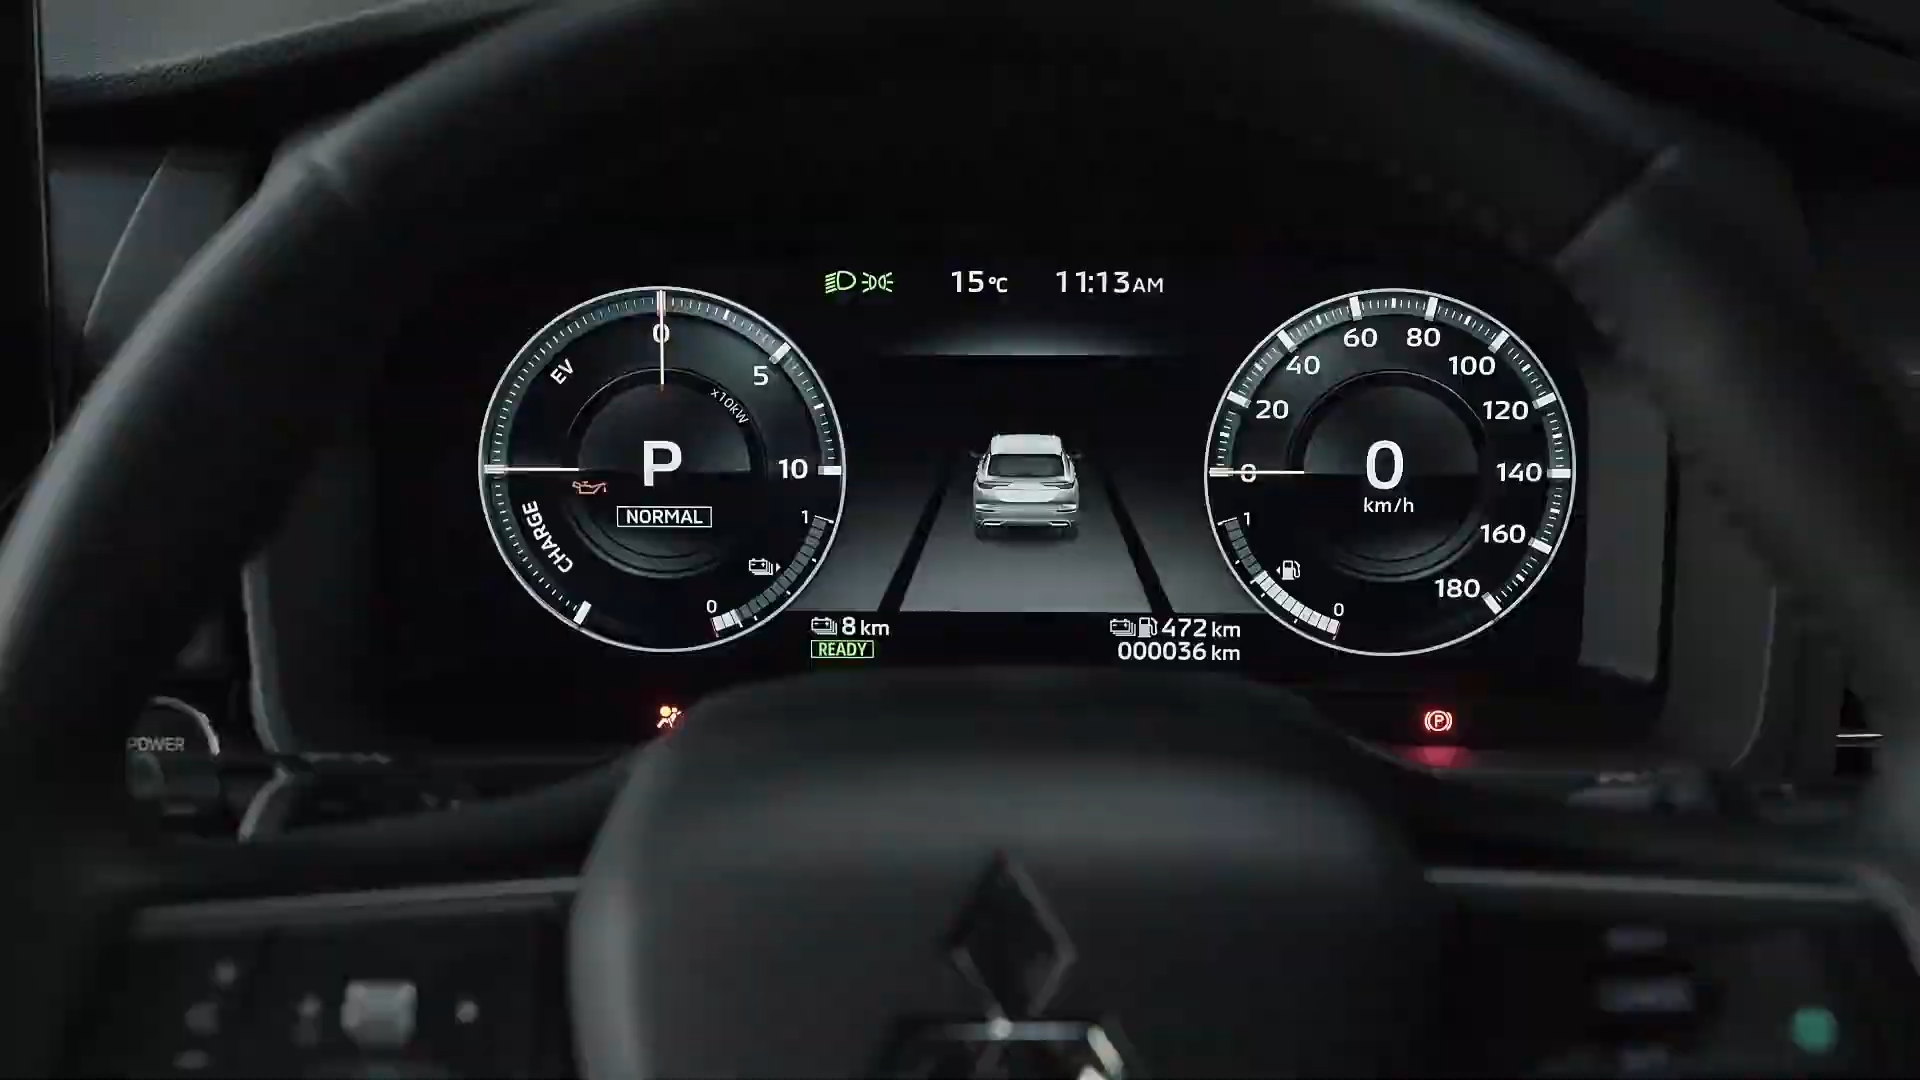 15°C 11:13AM
0
EV
5
x10kW
10
P
NORMAL
CHARGE
1
0
60 80
40
100
20
120
0
0
140
km/h
1
160
180
0
8 km
READY
472 km
000036 km
P
POWER